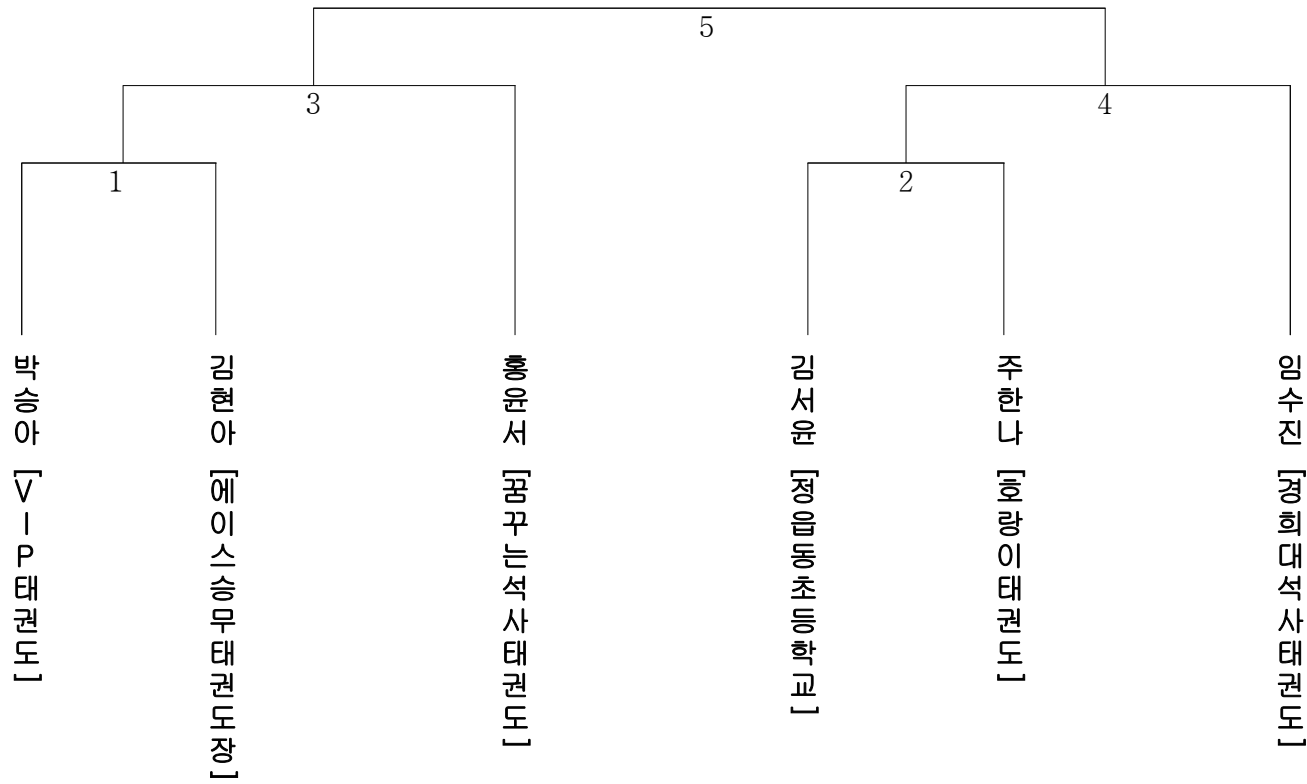 5
3
4
1
2
박승아 [VIP태권도]
김현아 [에이스승무태권도장]
홍윤서 [꿈꾸는석사태권도]
김서윤 [정읍동초등학교]
주한나 [호랑이태권도]
임수진 [경희대석사태권도]